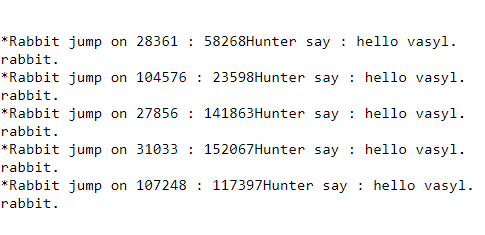 *Rabbit jump on 28361 : 58268Hunter say : hello vasyl.
rabbit.
*Rabbit jump on 104576 : 23598Hunter say : hello vasyl.
rabbit.
*Rabbit jump on 27856 : 141863Hunter say : hello vasyl.
rabbit.
*Rabbit jump on 31033 : 152067Hunter say : hello vasyl.
rabbit.
*Rabbit jump on 107248 : 117397Hunter say : hello vasyl.
rabbit.